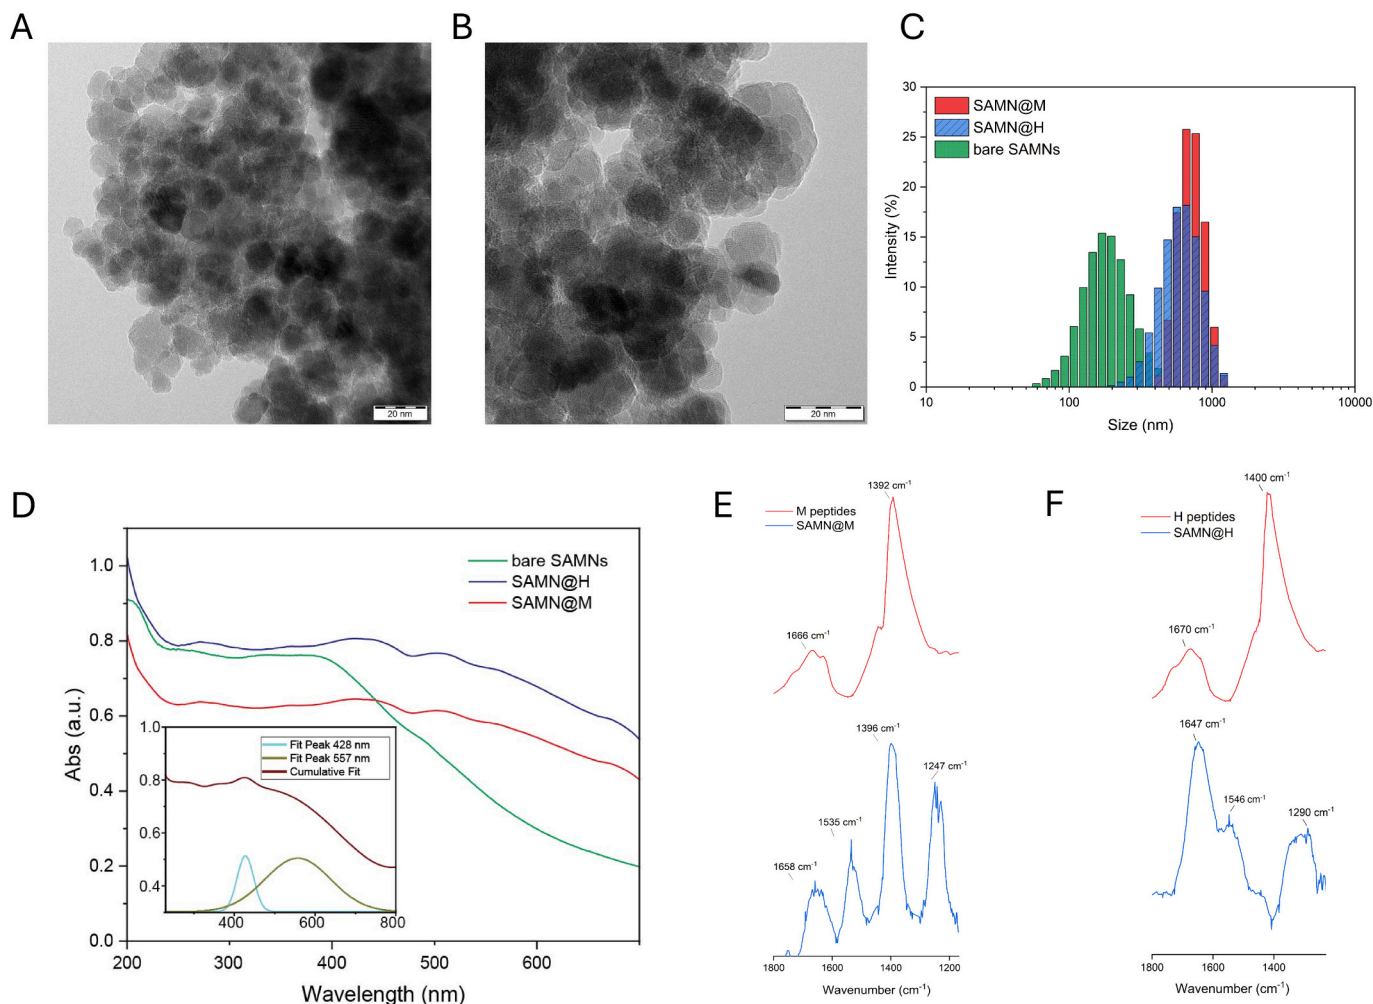 A
B
C
20 nm
20 nm
30
25
20
15
10
5
0
Intensity (%)
SAMN@M
SAMN@H
bare SAMNs
10
100
1000
10000
Size (nm)
D
1.0
0.8
0.6
0.4
0.2
0.0
Abs (a.u.)
bare SAMNs
SAMN@H
SAMN@M
1.0
0.8
0.6
0.4
Fit Peak 428 nm
Fit Peak 557 nm
Cumulative Fit
400
600
800
200
300
400
500
600
Wavelength (nm)
E
M peptides
SAMN@M
1392 cm⁻¹
1666 cm⁻¹
1396 cm⁻¹
1247 cm⁻¹
1535 cm⁻¹
1658 cm⁻¹
1800
1600
1400
1200
Wavenumber (cm⁻¹)
F
H peptides
SAMN@H
1400 cm⁻¹
1670 cm⁻¹
1647 cm⁻¹
1546 cm⁻¹
1290 cm⁻¹
1800
1600
1400
Wavenumber (cm⁻¹)